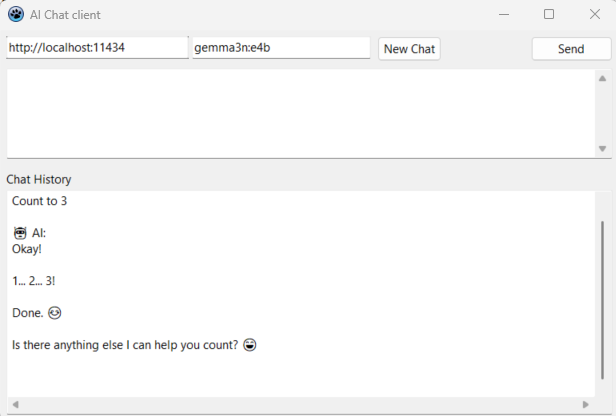 AI Chat client
http://localhost:11434 gemma3n:e4b New Chat Send
Chat History
Count to 3
🤖 AI:
Okay!
1... 2... 3!
Done. 😊
Is there anything else I can help you count? 😄